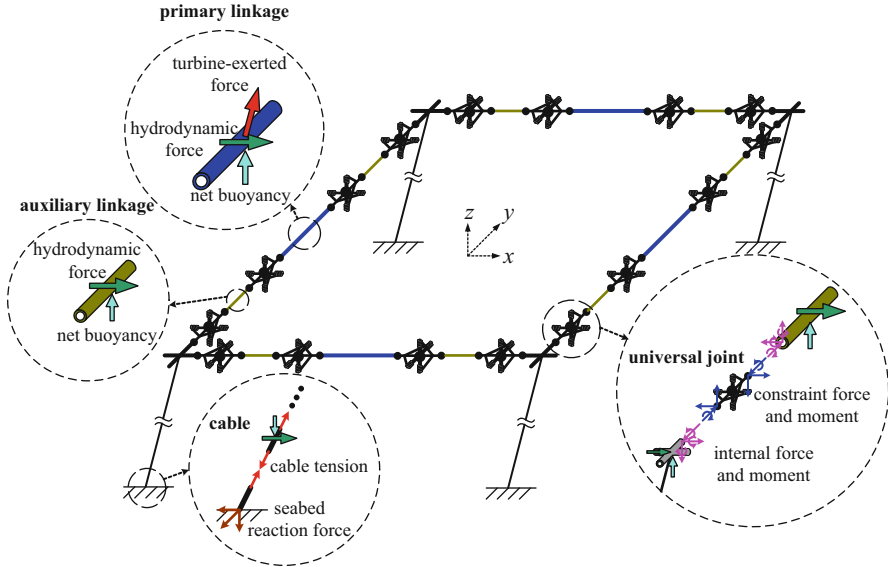 primary linkage
turbine-exerted
force
hydrodynamic
force
net buoyancy
auxiliary linkage
hydrodynamic
force
net buoyancy
z
y
x
universal joint
constraint force
and moment
internal force
and moment
cable
cable tension
seabed
reaction force